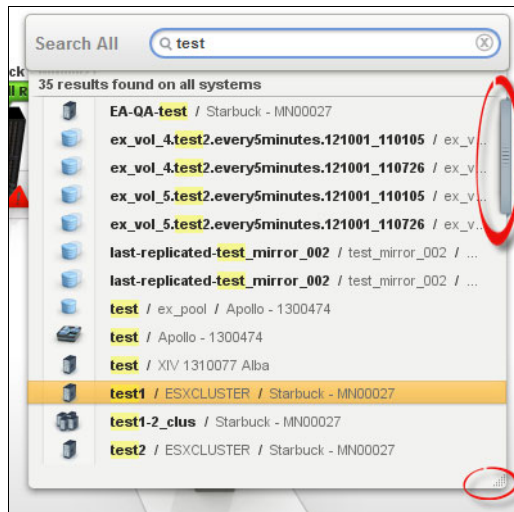 Search All
test
ck
ll R
35 results found on all systems
EA-QA-test / Starbuck - MN00027
ex_vol_4.test2.every5minutes.121001_110105 / ex_v...
ex_vol_4.test2.every5minutes.121001_110726 / ex_v...
ex_vol_5.test2.every5minutes.121001_110105 / ex_v...
ex_vol_5.test2.every5minutes.121001_110726 / ex_v...
last-replicated-test_mirror_002 / test_mirror_002 / ...
last-replicated-test_mirror_002 / test_mirror_002 / ...
test / ex_pool / Apollo - 1300474
test / Apollo - 1300474
test / XIV 1310077 Alba
test1 / ESXCLUSTER / Starbuck - MN00027
test1-2_clus / Starbuck - MN00027
test2 / ESXCLUSTER / Starbuck - MN00027